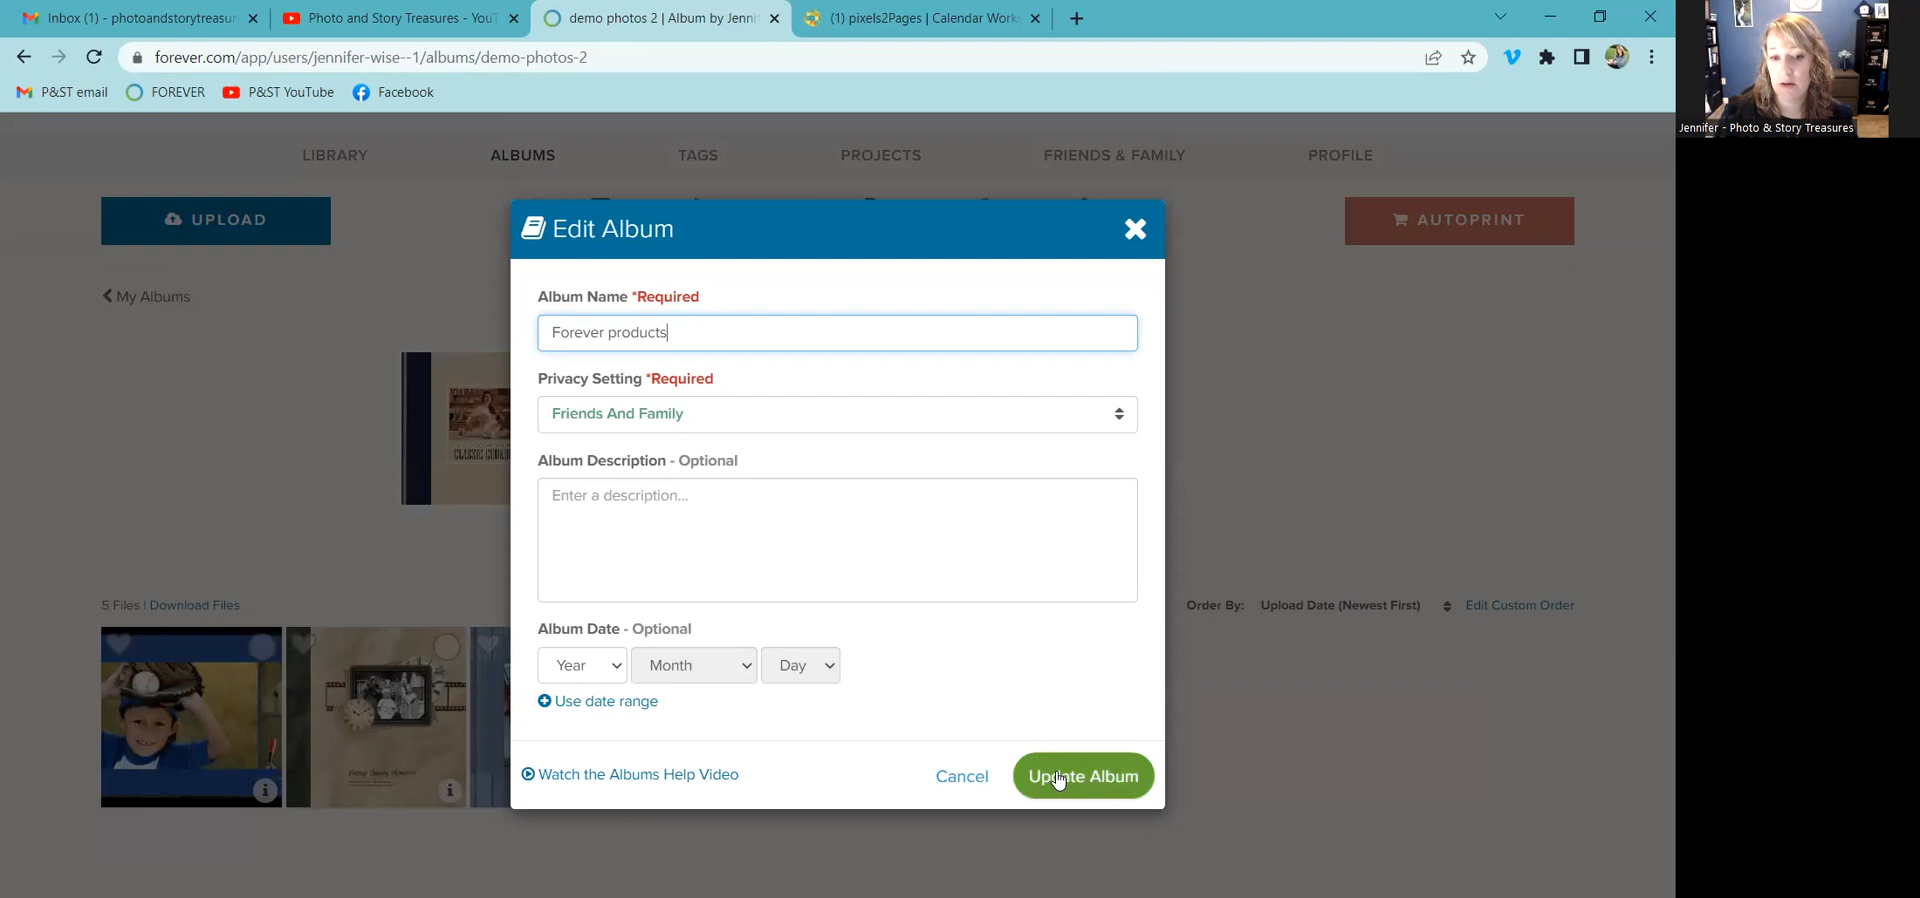 Inbox (1) - photoandstorytreasur
Photo and Story Treasures - YouT
demo photos 2 | Album by Jenni
(1) pixels2Pages | Calendar Work
forever.com/app/users/jennifer-wise--1/albums/demo-photos-2
P&ST email
FOREVER
P&ST YouTube
Facebook
Jennifer - Photo & Story Treasures
LIBRARY
ALBUMS
TAGS
PROJECTS
FRIENDS & FAMILY
PROFILE
UPLOAD
AUTOPRINT
My Albums
Edit Album
Album Name *Required
Forever products
Privacy Setting *Required
Friends And Family
Album Description - Optional
Enter a description...
5 Files | Download Files
Order By: Upload Date (Newest First)
Edit Custom Order
Album Date - Optional
Year
Month
Day
Use date range
Watch the Albums Help Video
Cancel
Update Album